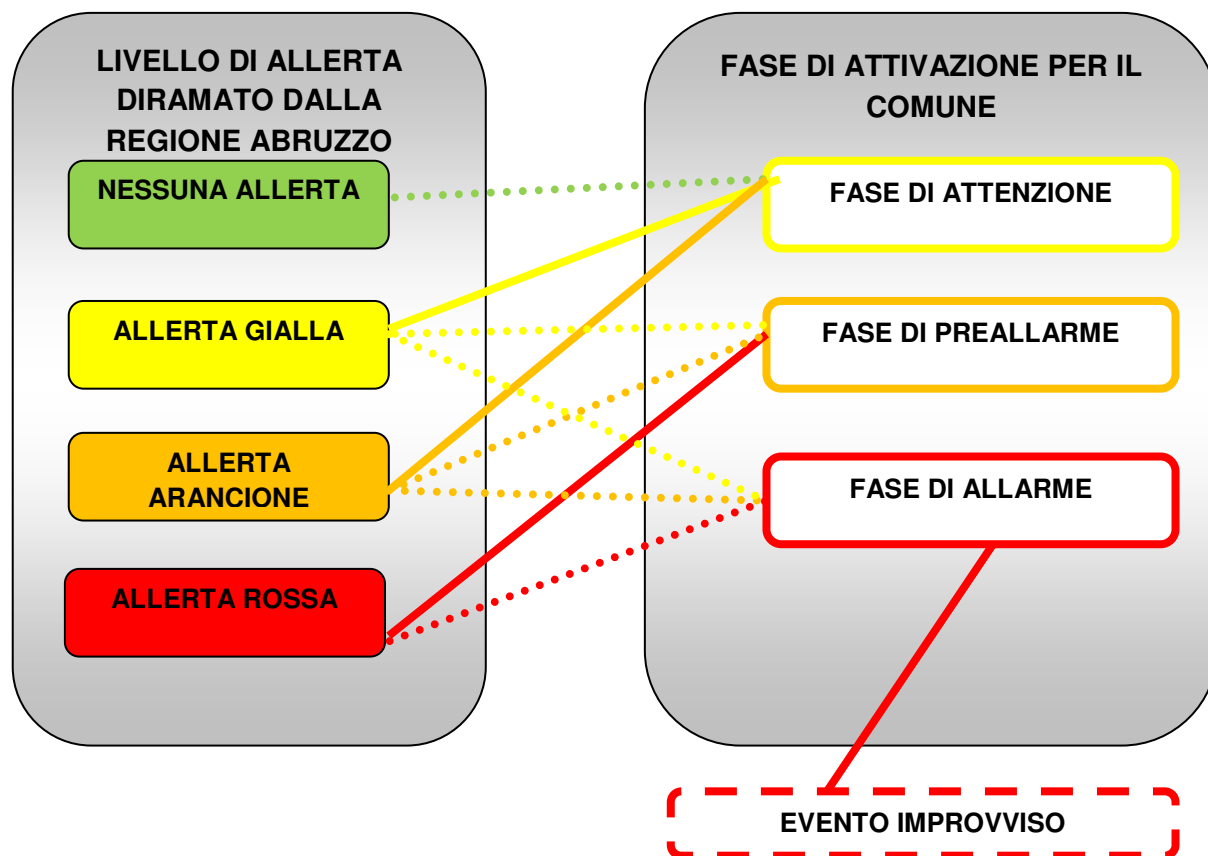 LIVELLO DI ALLERTA
DIRAMATO DALLA
REGIONE ABRUZZO
NESSUNA ALLERTA
ALLERTA GIALLA
ALLERTA
ARANCIONE
ALLERTA ROSSA
FASE DI ATTIVAZIONE PER IL
COMUNE
FASE DI ATTENZIONE
FASE DI PREALLARME
FASE DI ALLARME
EVENTO IMPROVVISO